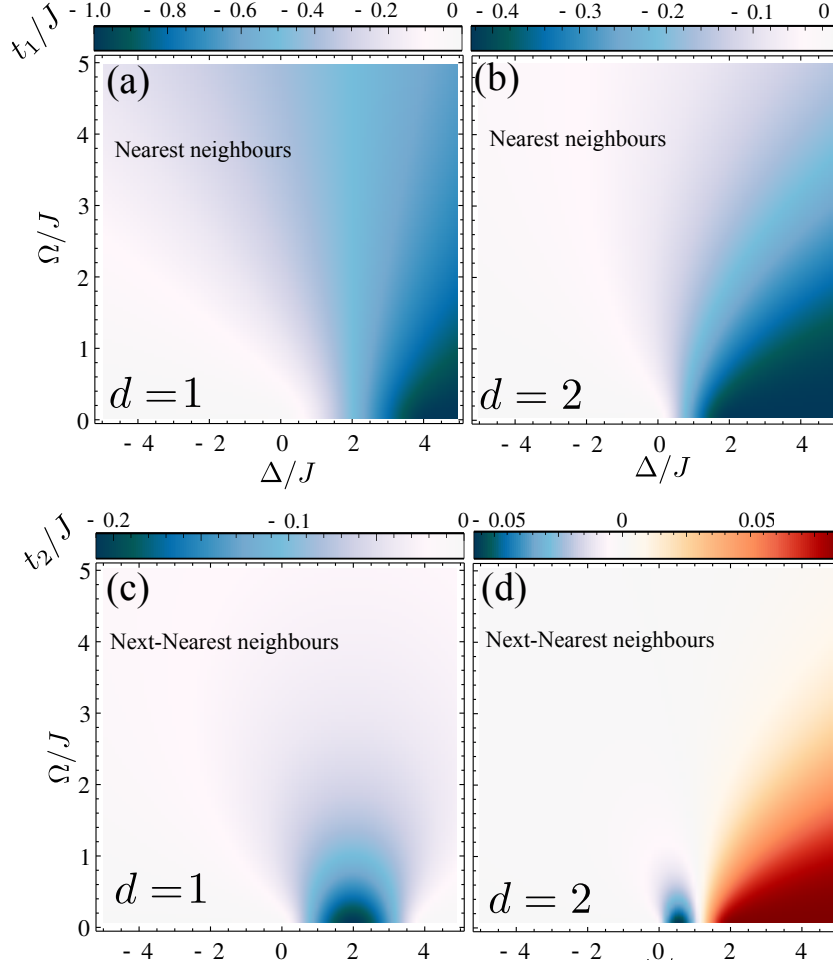 t₁/J
- 1.0 - 0.8 - 0.6 - 0.4 - 0.2 0
- 0.4 - 0.3 - 0.2 - 0.1 0
(a)
(b)
Nearest neighbours
Nearest neighbours
5
4
3
2
1
0
Ω/J
d = 1
d = 2
- 4 - 2 0 2 4
- 4 - 2 0 2 4
Δ/J
Δ/J
t₂/J
- 0.2 - 0.1 0
- 0.05 0 0.05
(c)
(d)
Next-Nearest neighbours
Next-Nearest neighbours
5
4
3
2
1
0
Ω/J
d = 1
d = 2
- 4 - 2 0 2 4
- 4 - 2 0 2 4